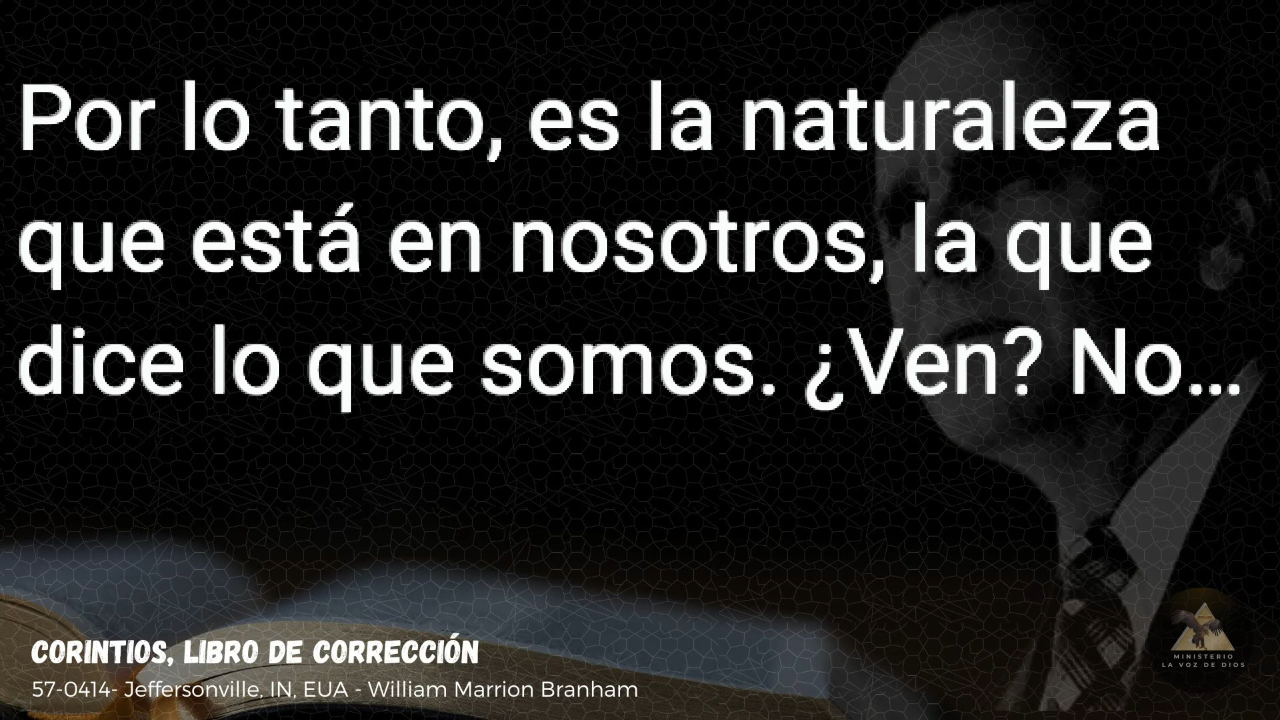 Por lo tanto, es la naturaleza
que está en nosotros, la que
dice lo que somos. ¿Ven? No...
CORINTIOS, LIBRO DE CORRECCIÓN
57-0414- Jeffersonville, IN, EUA - William Marrion Branham
MINISTERIO
LA VOZ DE DIOS